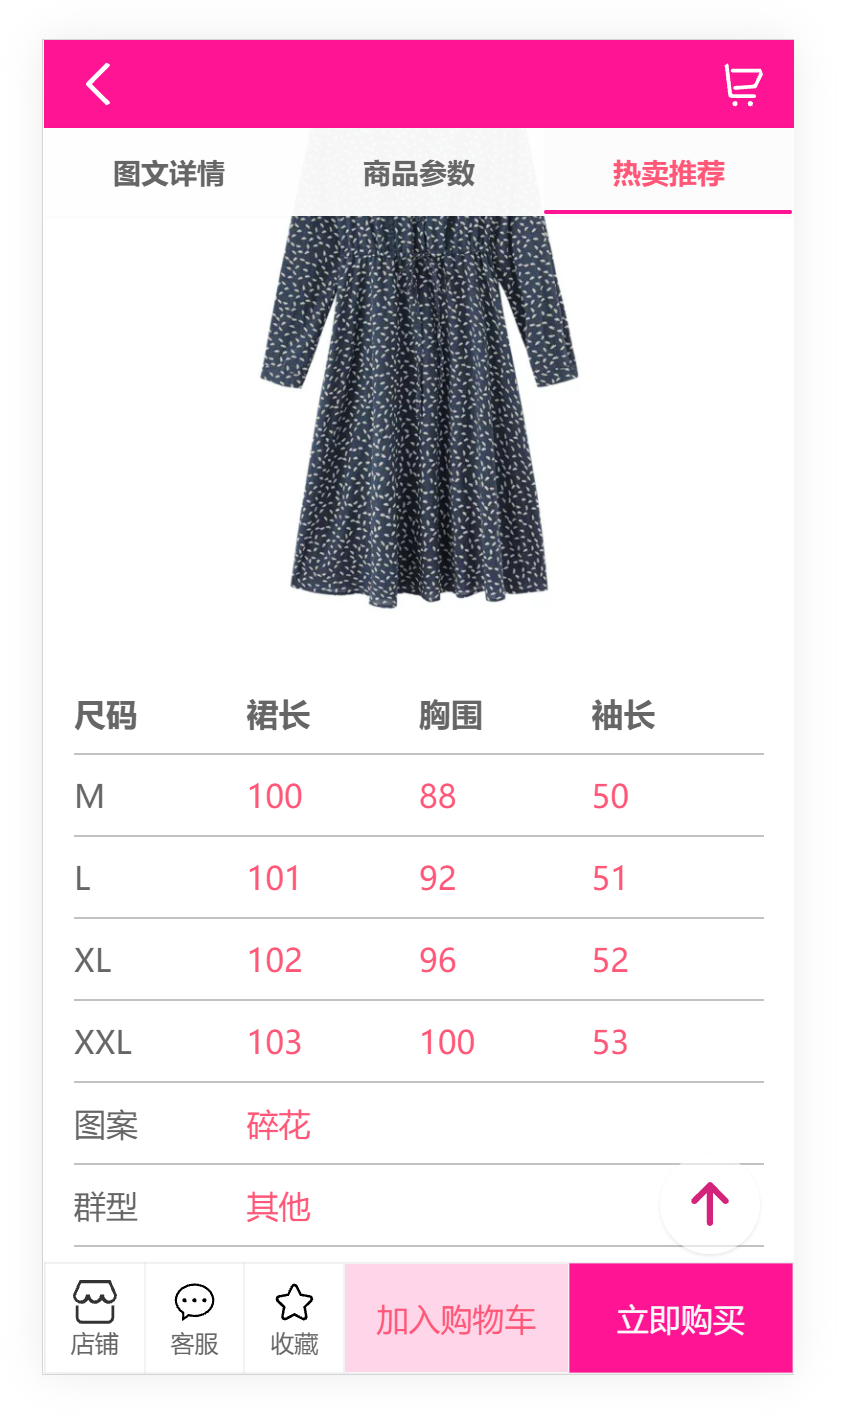 图文详情 商品参数 热卖推荐
尺码 裙长 胸围 袖长
M 100 88 50
L 101 92 51
XL 102 96 52
XXL 103 100 53
图案 碎花
群型 其他
店铺 客服 收藏 加入购物车 立即购买